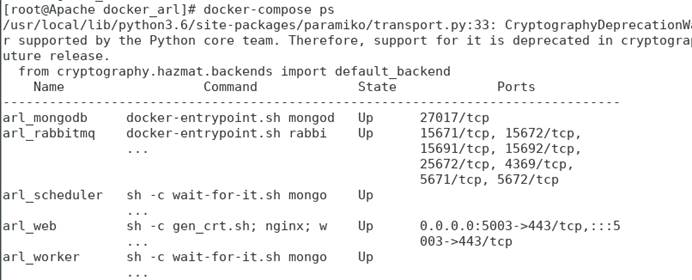 [root@Apache docker_arl]# docker-compose ps
/usr/local/lib/python3.6/site-packages/paramiko/transport.py:33: CryptographyDeprecationWa
r supported by the Python core team. Therefore, support for it is deprecated in cryptograp
uture release.
  from cryptography.hazmat.backends import default_backend
    Name                   Command              State              Ports
--------------------------------------------------------------------------------
arl_mongodb     docker-entrypoint.sh mongod   Up      27017/tcp
arl_rabbitmq    docker-entrypoint.sh rabbi    Up      15671/tcp, 15672/tcp,
                ...                                   15691/tcp, 15692/tcp,
                                                      25672/tcp, 4369/tcp,
                                                      5671/tcp, 5672/tcp
arl_scheduler   sh -c wait-for-it.sh mongo    Up
                ...
arl_web         sh -c gen_crt.sh; nginx; w    Up      0.0.0.0:5003->443/tcp,:::5
                ...                                   003->443/tcp
arl_worker      sh -c wait-for-it.sh mongo    Up
                ...